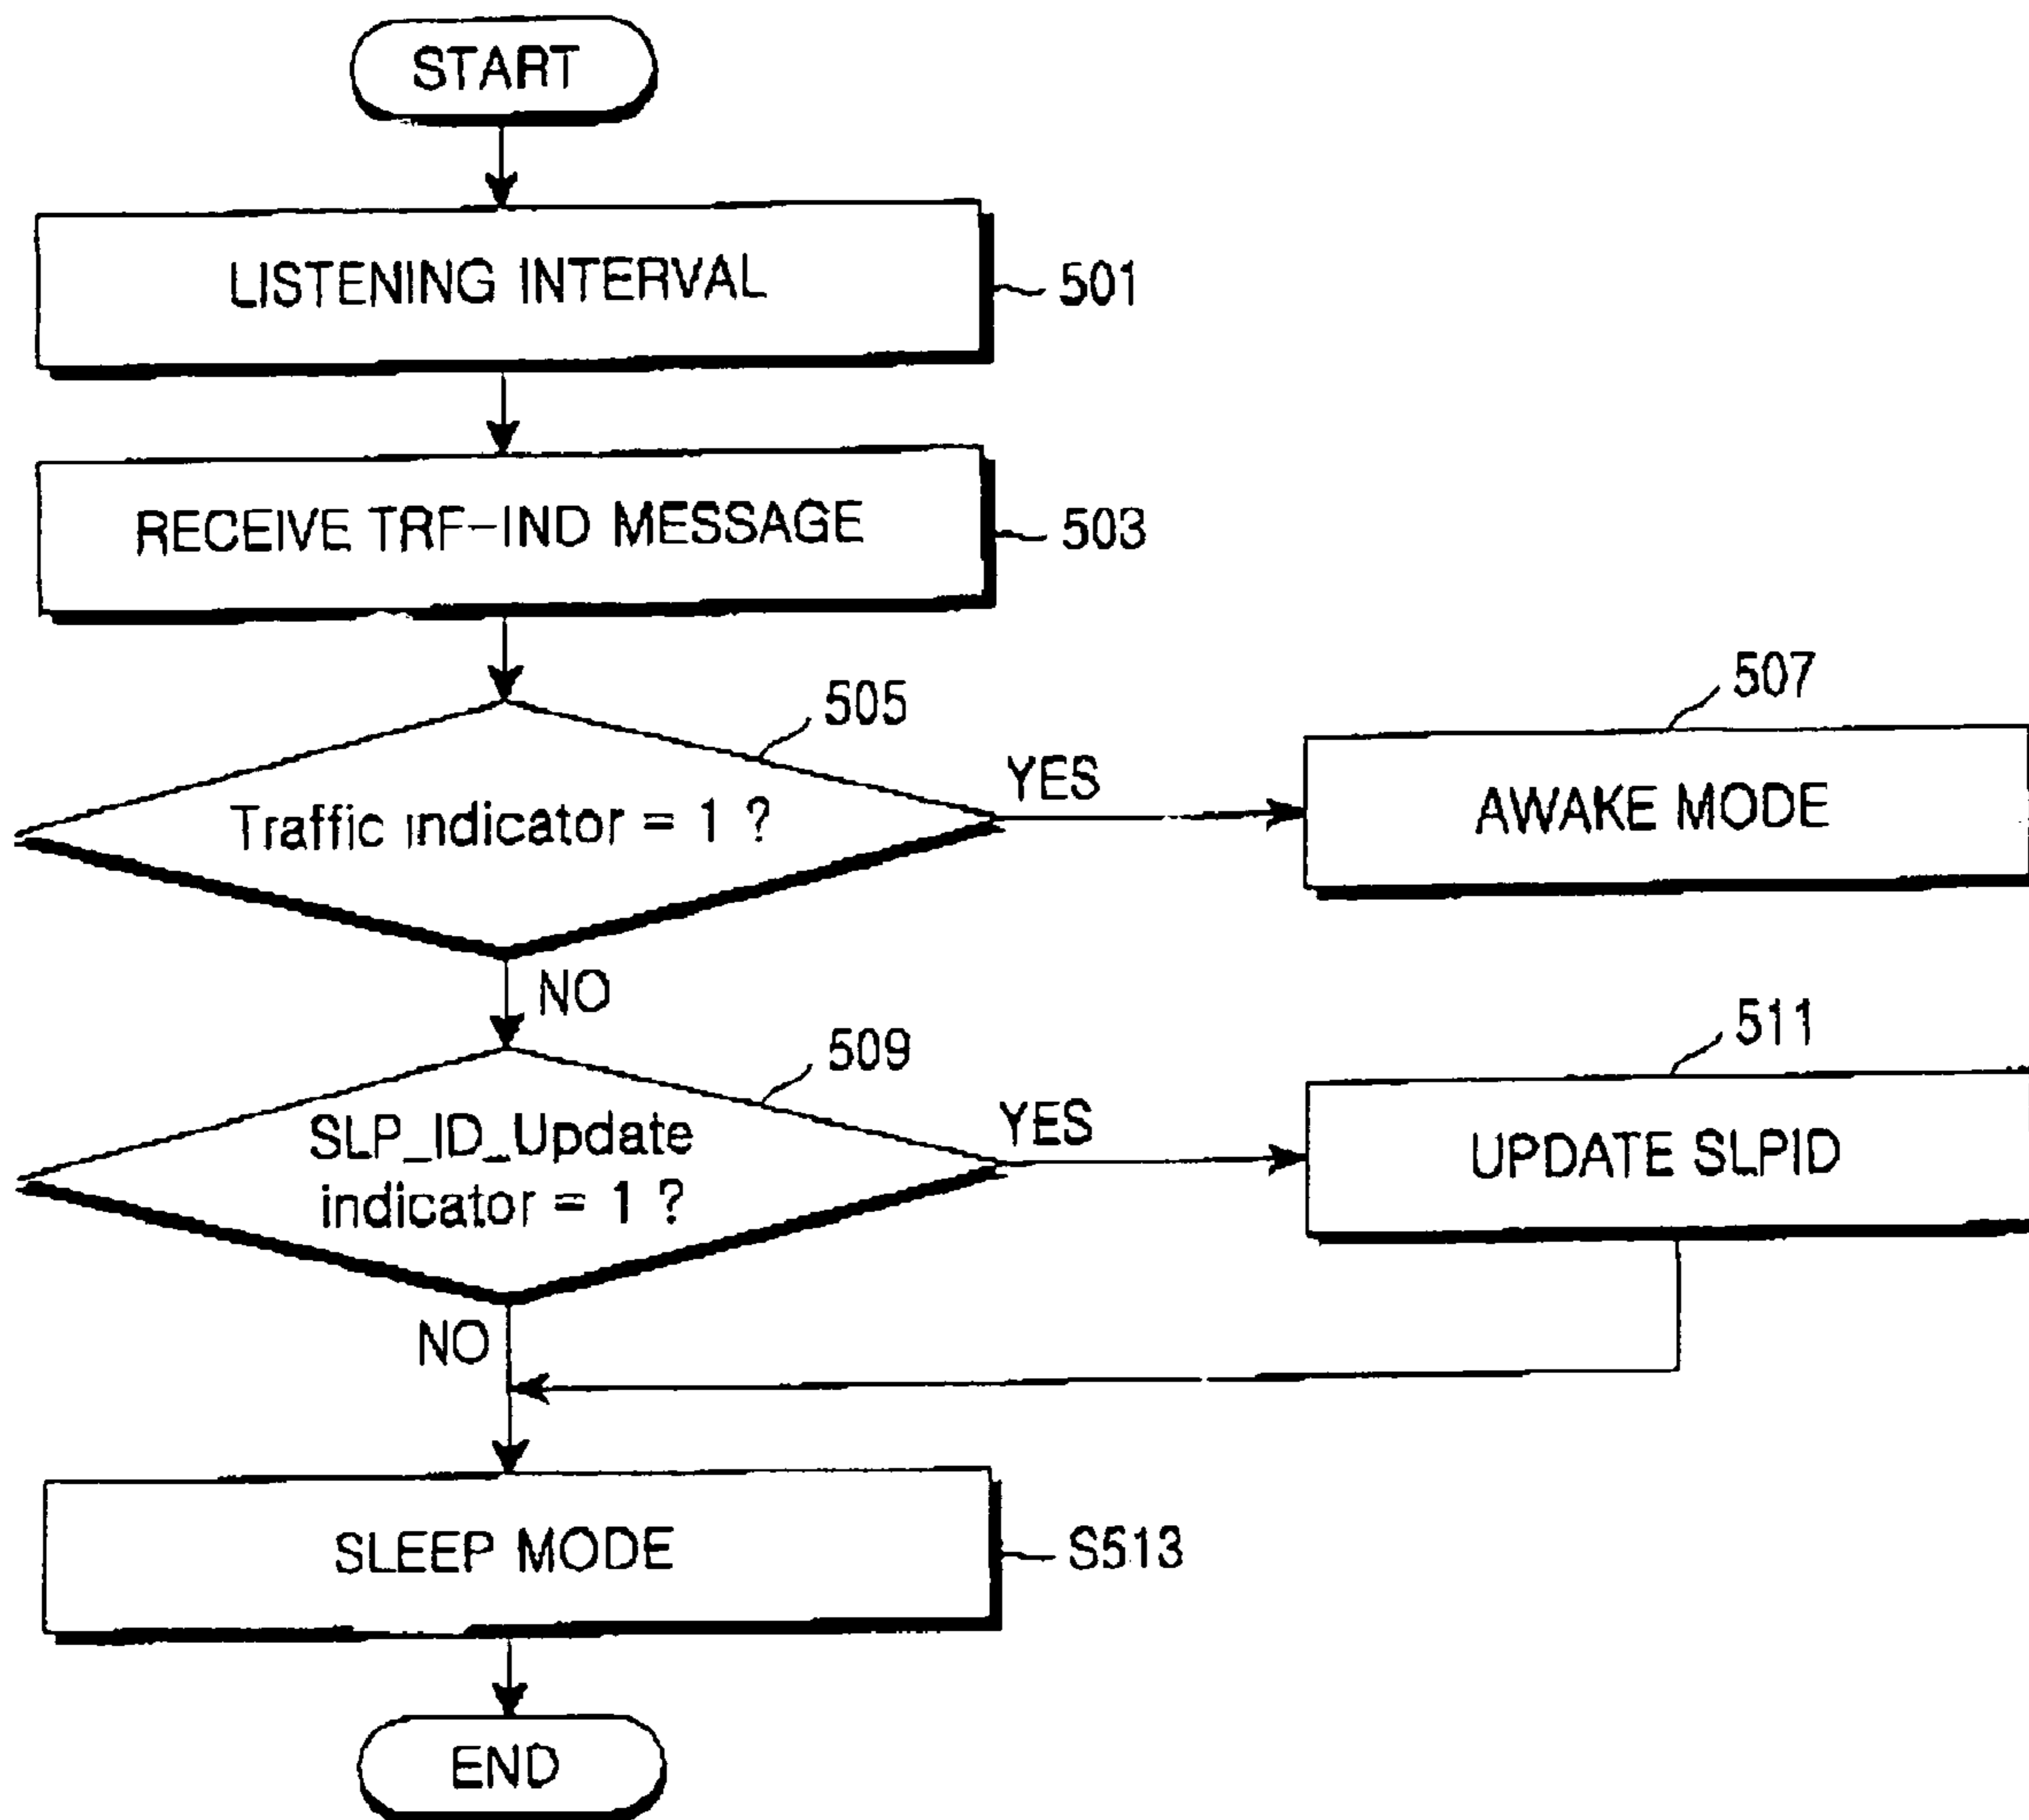 START
LISTENING INTERVAL
501
RECEIVE TRF-IND MESSAGE
503
505
Traffic indicator = 1 ?
YES
507
AWAKE MODE
NO
509
SLP_ID_Update
indicator = 1 ?
YES
511
UPDATE SLPID
NO
SLEEP MODE
S513
END